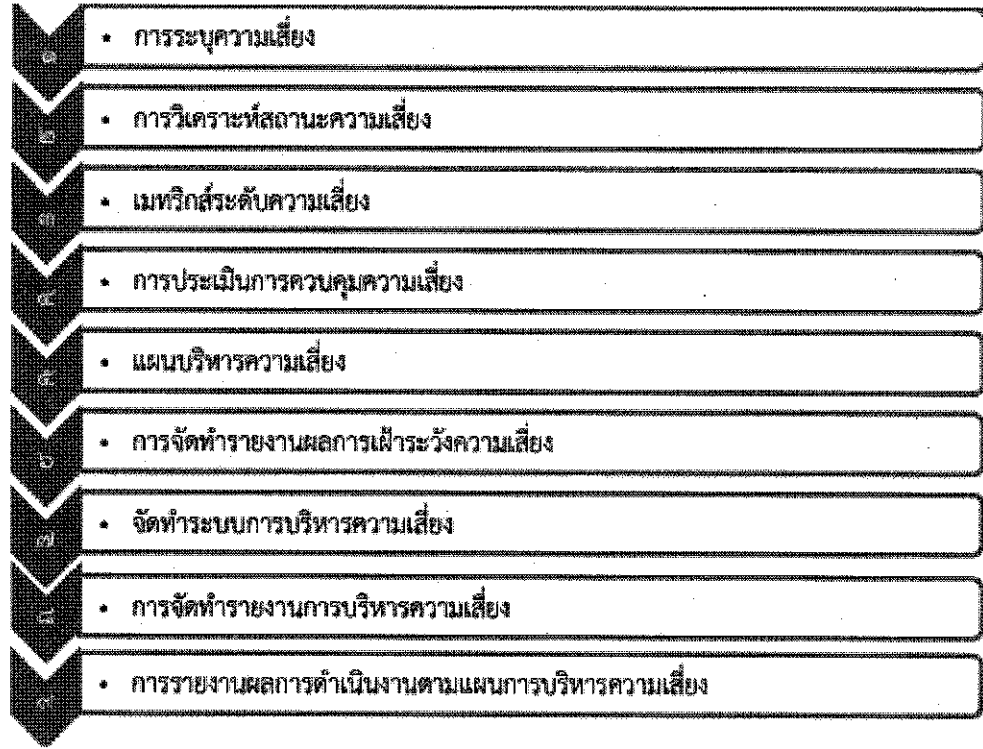 ๑ • การระบุความเสี่ยง
๒ • การวิเคราะห์สถานะความเสี่ยง
๓ • เมทริกส์ระดับความเสี่ยง
๔ • การประเมินการควบคุมความเสี่ยง
๕ • แผนบริหารความเสี่ยง
๖ • การจัดทำรายงานผลการเฝ้าระวังความเสี่ยง
๗ • จัดทำระบบการบริหารความเสี่ยง
๘ • การจัดทำรายงานการบริหารความเสี่ยง
๙ • การรายงานผลการดำเนินงานตามแผนการบริหารความเสี่ยง